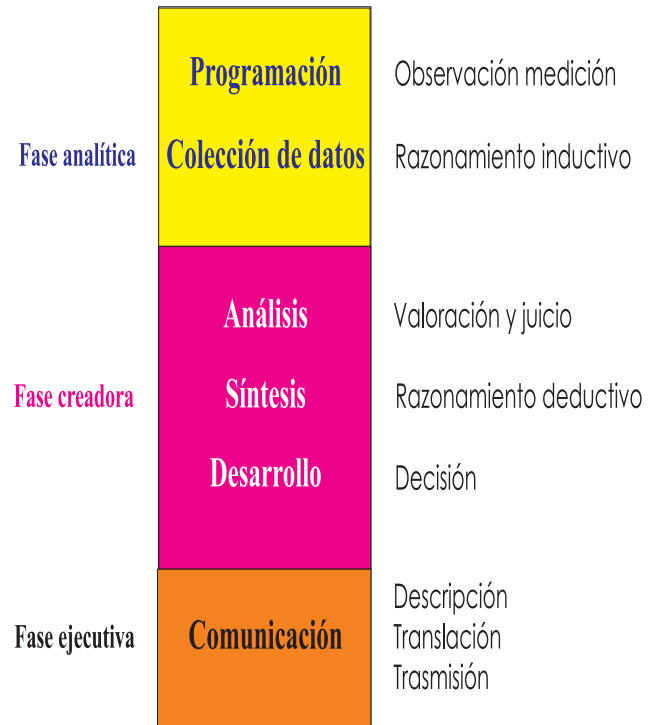 Programación
Observación medición
Fase analítica
Colección de datos
Razonamiento inductivo
Análisis
Valoración y juicio
Fase creadora
Síntesis
Razonamiento deductivo
Desarrollo
Decisión
Fase ejecutiva
Comunicación
Descripción
Translación
Trasmisión